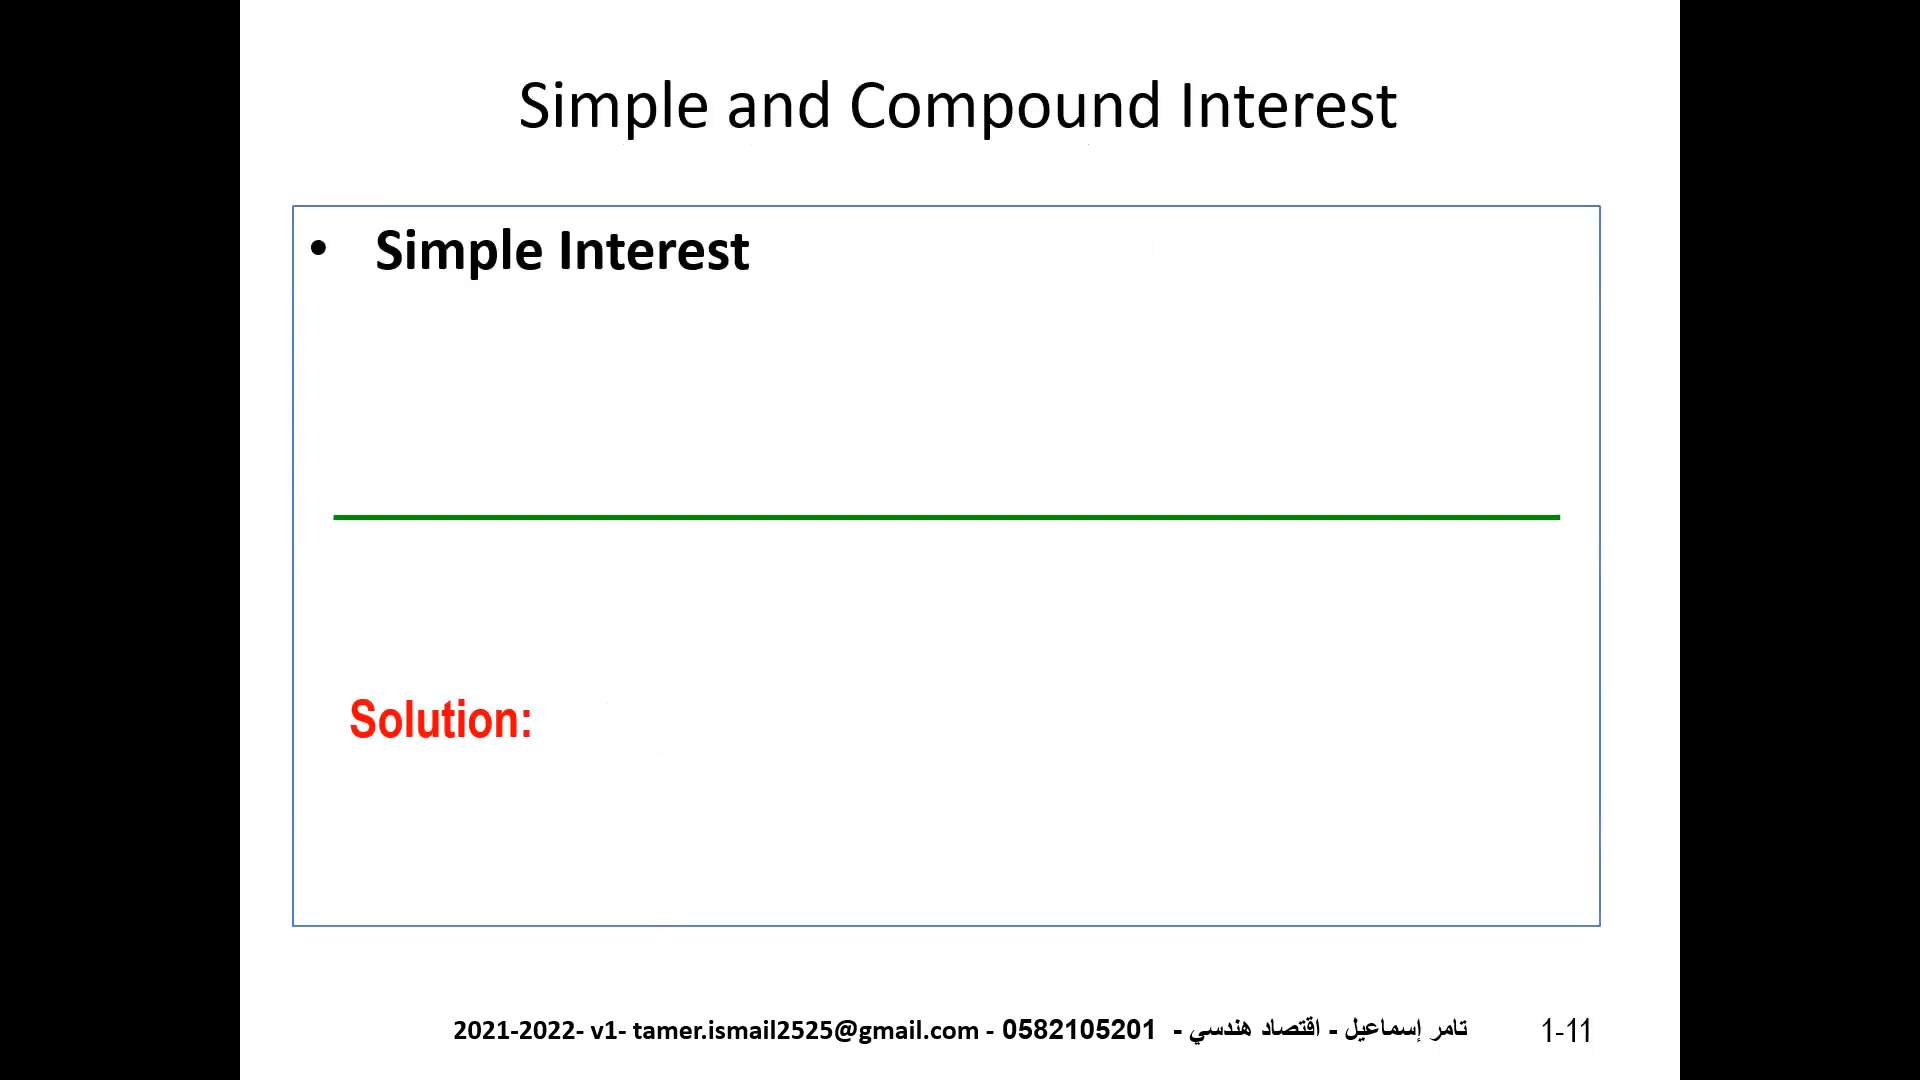 Simple and Compound Interest
• Simple Interest
Solution:
2021-2022- v1- tamer.ismail2525@gmail.com - 0582105201 - تامر إسماعيل - اقتصاد هندسي
1-11